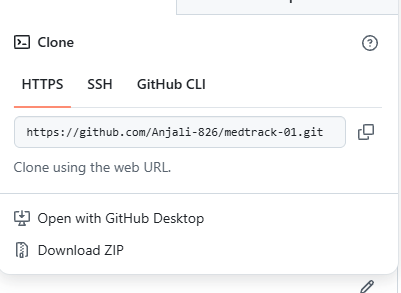 Clone
HTTPS SSH GitHub CLI
https://github.com/Anjali-826/medtrack-01.git
Clone using the web URL.
Open with GitHub Desktop
Download ZIP